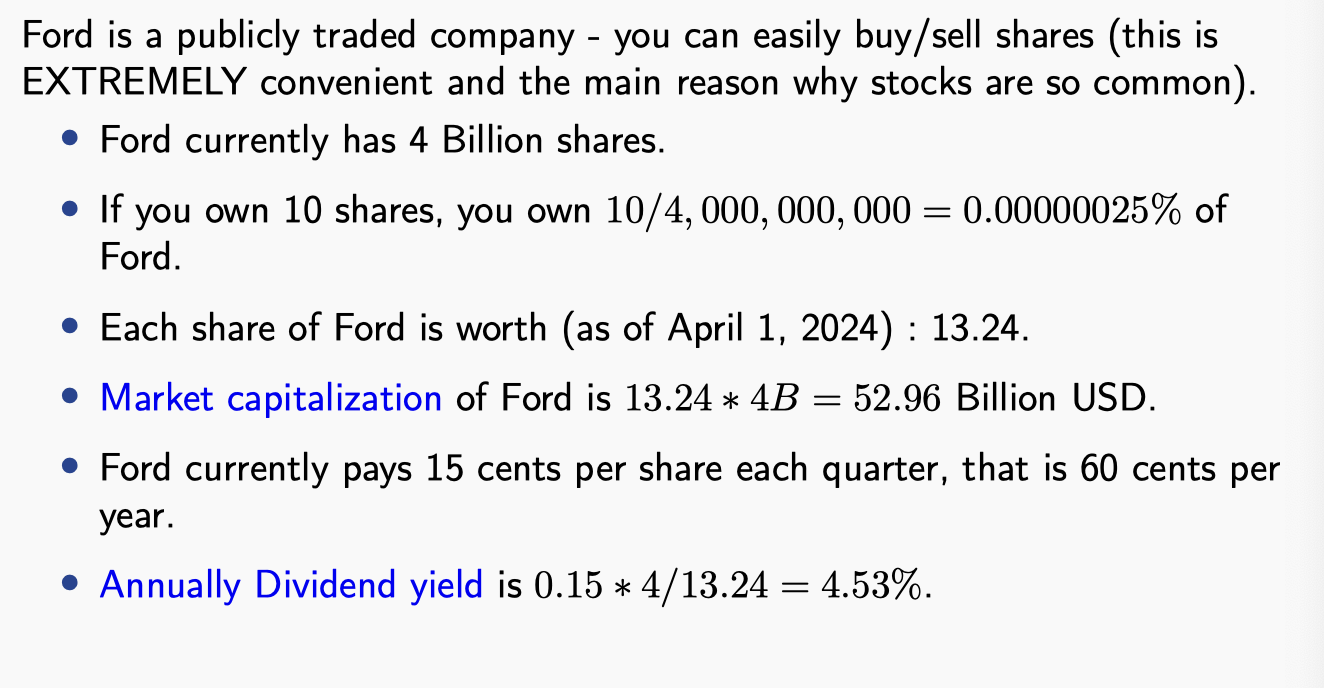 Ford is a publicly traded company - you can easily buy/sell shares (this is
EXTREMELY convenient and the main reason why stocks are so common).
• Ford currently has 4 Billion shares.
• If you own 10 shares, you own 10/4, 000, 000, 000 = 0.00000025% of
Ford.
• Each share of Ford is worth (as of April 1, 2024) : 13.24.
• Market capitalization of Ford is 13.24 ∗ 4B = 52.96 Billion USD.
• Ford currently pays 15 cents per share each quarter, that is 60 cents per
year.
• Annually Dividend yield is 0.15 ∗ 4/13.24 = 4.53%.